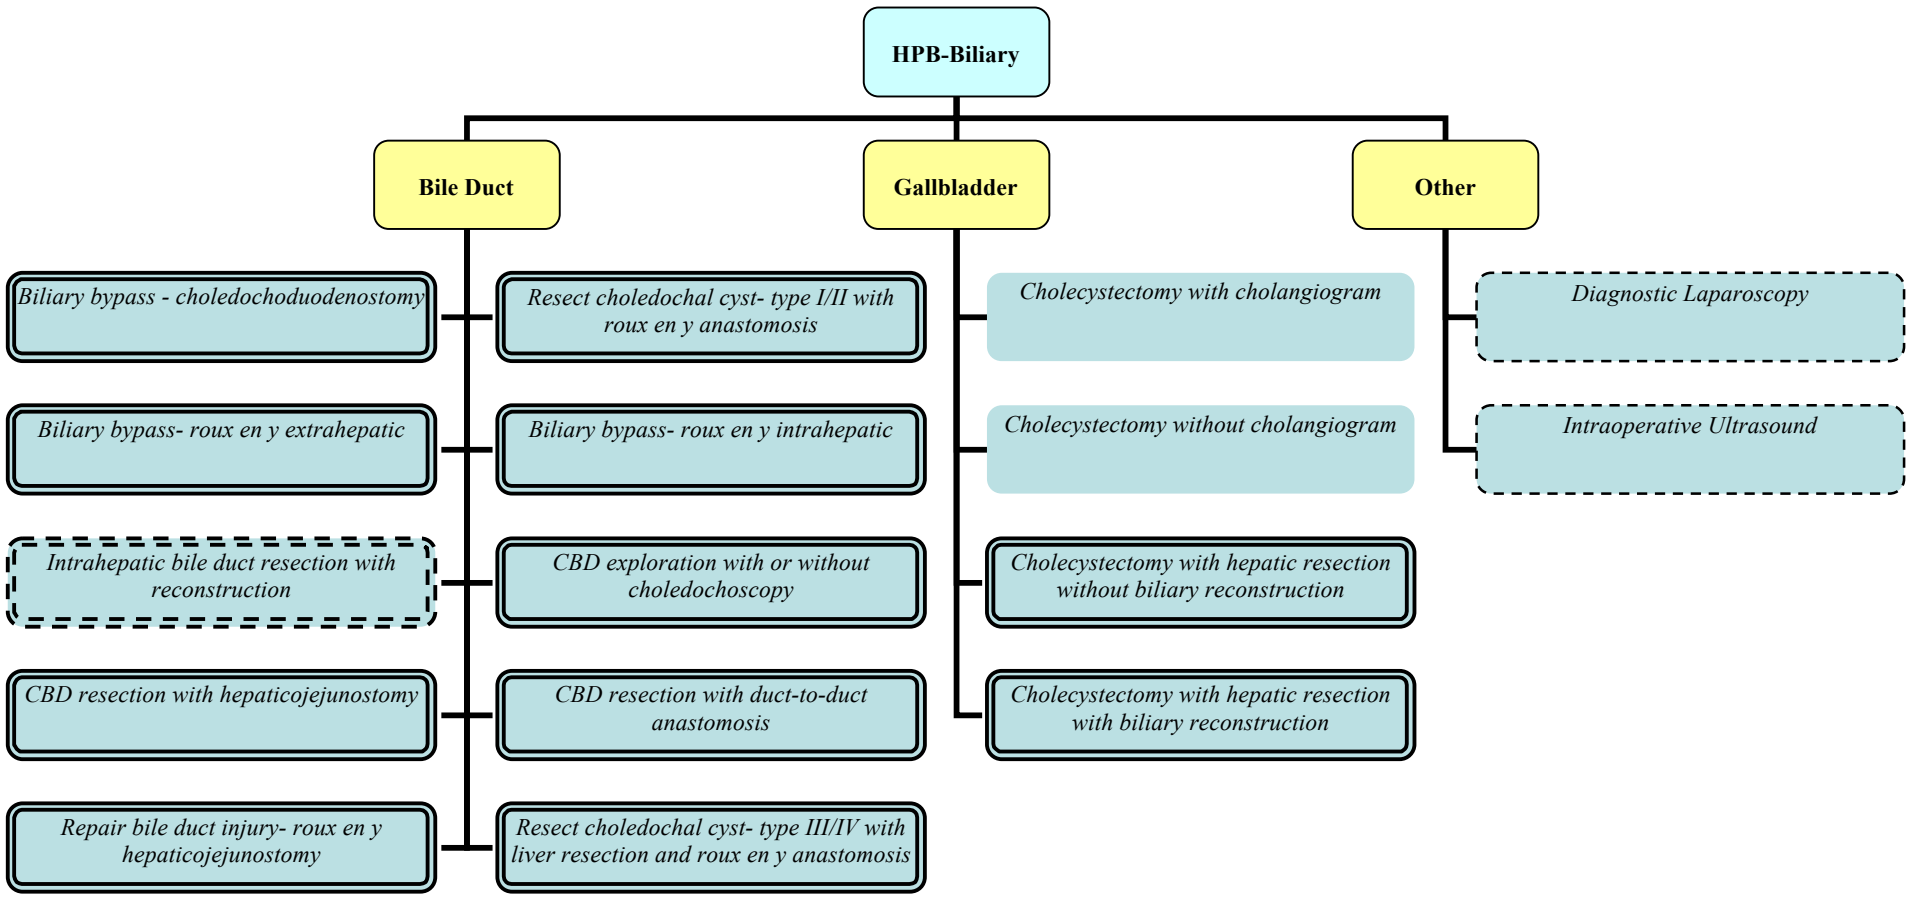 HPB-Biliary
Bile Duct
Gallbladder
Other
Biliary bypass - choledochoduodenostomy
Resect choledochal cyst- type I/II with
roux en y anastomosis
Cholecystectomy with cholangiogram
Diagnostic Laparoscopy
Biliary bypass- roux en y extrahepatic
Biliary bypass- roux en y intrahepatic
Cholecystectomy without cholangiogram
Intraoperative Ultrasound
Intrahepatic bile duct resection with
reconstruction
CBD exploration with or without
choledochoscopy
Cholecystectomy with hepatic resection
without biliary reconstruction
CBD resection with hepaticojejunostomy
CBD resection with duct-to-duct
anastomosis
Cholecystectomy with hepatic resection
with biliary reconstruction
Repair bile duct injury- roux en y
hepaticojejunostomy
Resect choledochal cyst- type III/IV with
liver resection and roux en y anastomosis